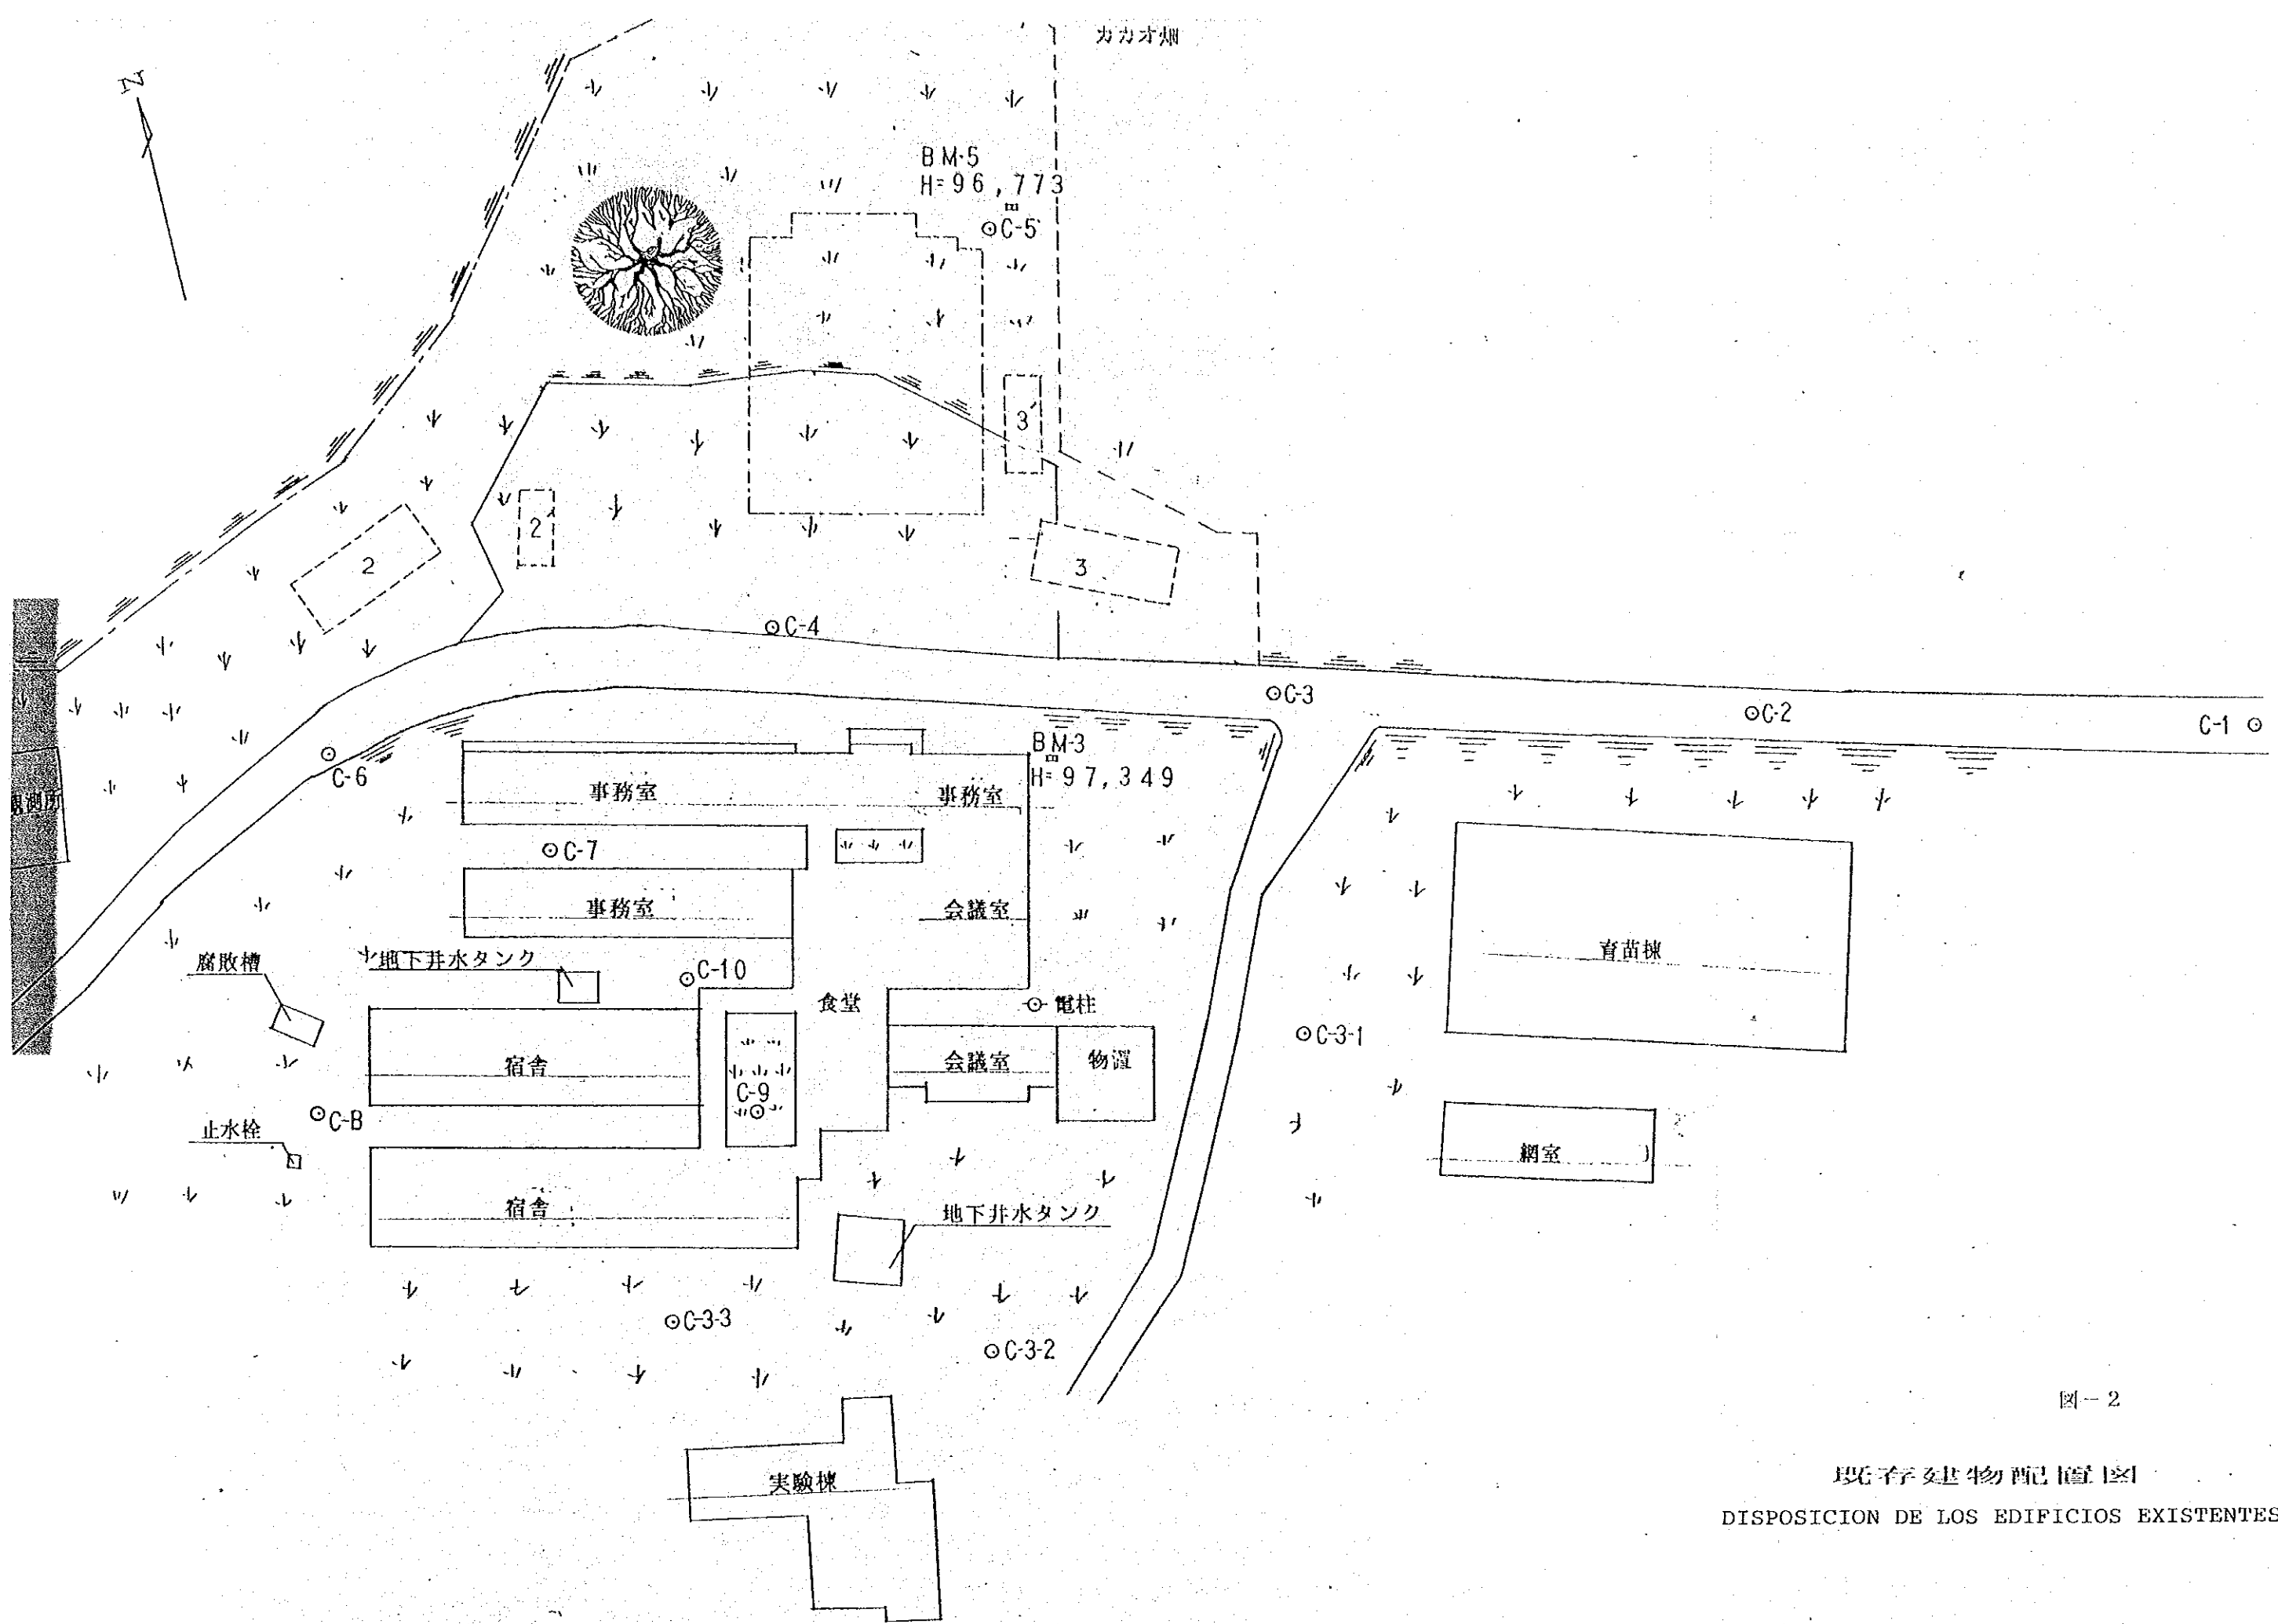 カカオ畑
N
BM-5
H=96,773
m
C-5
3'
2'
2
3
C-4
C-3
C-2
C-1
C-6
BM-3
m
H=97,349
事務室
事務室
C-7
事務室
会議室
観測所
育苗棟
腐敗槽
地下井水タンク
C-10
食堂
電柱
C-3-1
宿舎
会議室
物置
C-9
C-8
止水栓
網室
宿舎
地下井水タンク
C-3-3
C-3-2
実験棟
図-2
既存建物配置図
DISPOSICION DE LOS EDIFICIOS EXISTENTES